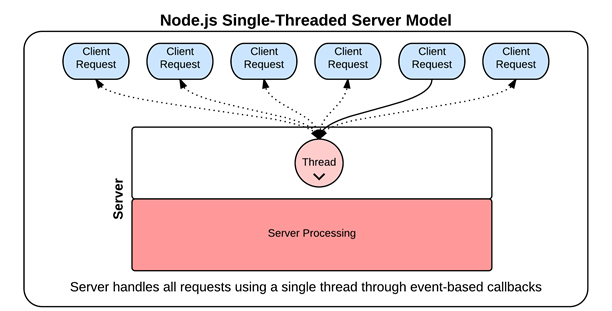 Node.js Single-Threaded Server Model
Client
Request
Client
Request
Client
Request
Client
Request
Client
Request
Client
Request
Thread
Server
Server Processing
Server handles all requests using a single thread through event-based callbacks